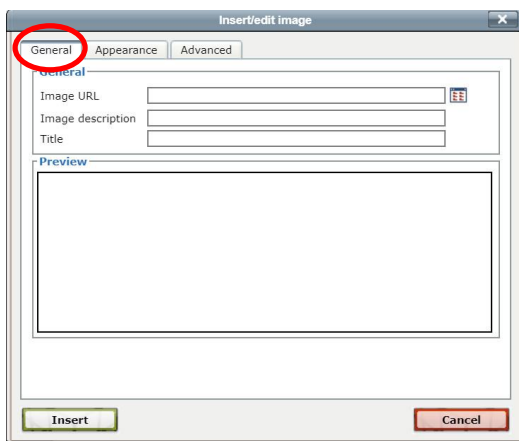 Insert/edit image
General Appearance Advanced
General
Image URL
Image description
Title
Preview
Insert Cancel